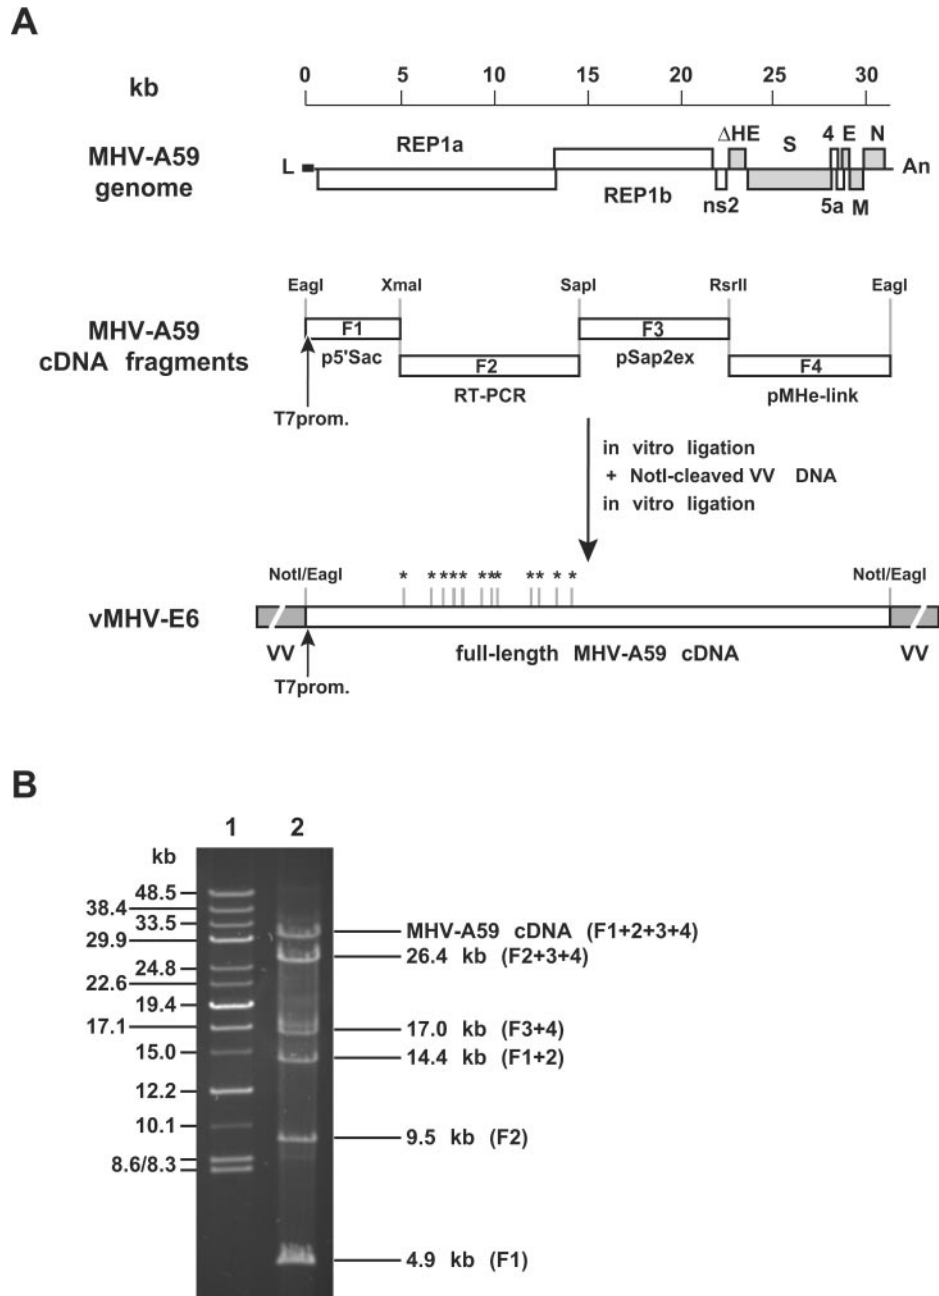 A
kb
0 5 10 15 20 25 30
MHV-A59
genome
L
REP1a
REP1b
ns2
ΔHE
S
4 E N
5a M
An
EagI XmaI SapI RsrII EagI
MHV-A59
cDNA fragments
F1
p5'Sac
F2
RT-PCR
F3
pSap2ex
F4
pMHe-link
T7prom.
in vitro ligation
+ NotI-cleaved VV DNA
in vitro ligation
NotI/EagI
* * * * * * * * * * * *
NotI/EagI
vMHV-E6
VV
full-length MHV-A59 cDNA
VV
T7prom.
B
1 2
kb
48.5
38.4
33.5
29.9
24.8
22.6
19.4
17.1
15.0
12.2
10.1
8.6/8.3
MHV-A59 cDNA (F1+2+3+4)
26.4 kb (F2+3+4)
17.0 kb (F3+4)
14.4 kb (F1+2)
9.5 kb (F2)
4.9 kb (F1)